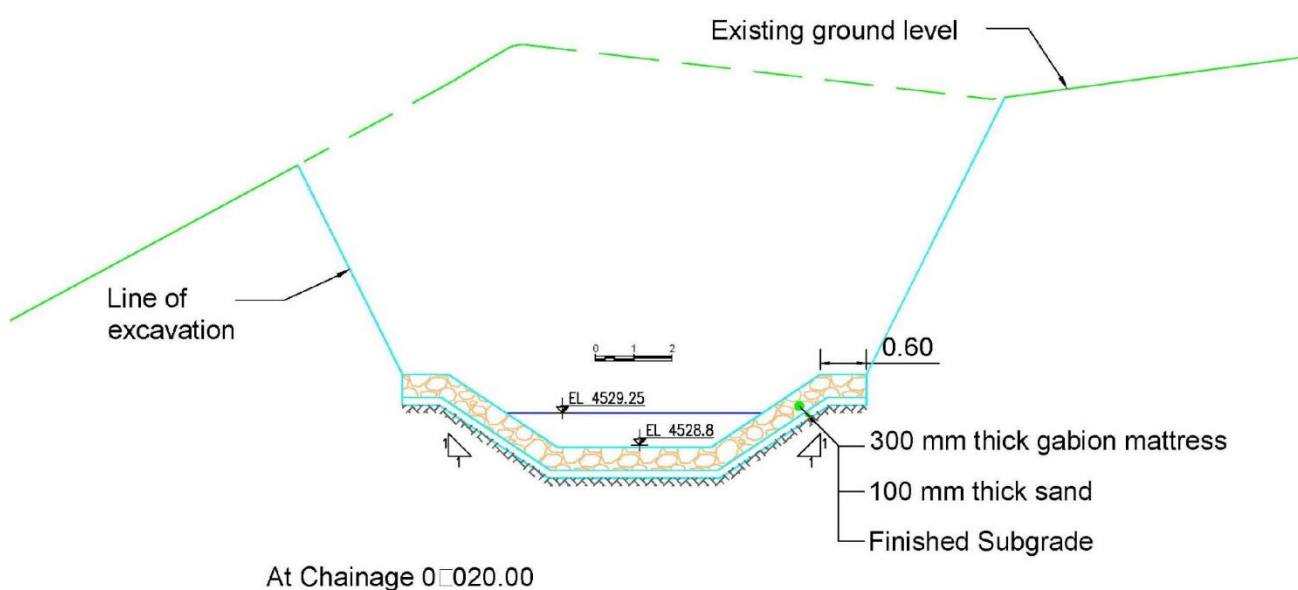 Existing ground level
Line of
excavation
0 1 2
0.60
EL 4529.25
EL 4528.8
1
1
1
1
300 mm thick gabion mattress
100 mm thick sand
Finished Subgrade
At Chainage 0□020.00